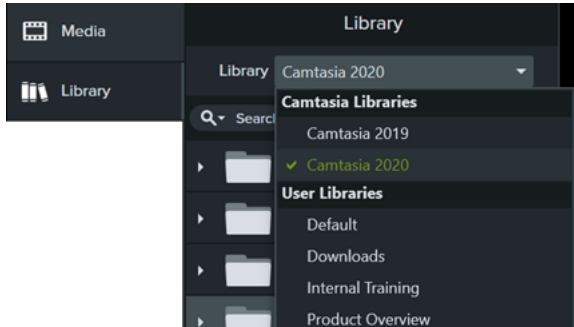 Media
Library
Library
Library Camtasia 2020
Camtasia Libraries
Camtasia 2019
Camtasia 2020
User Libraries
Default
Downloads
Internal Training
Product Overview